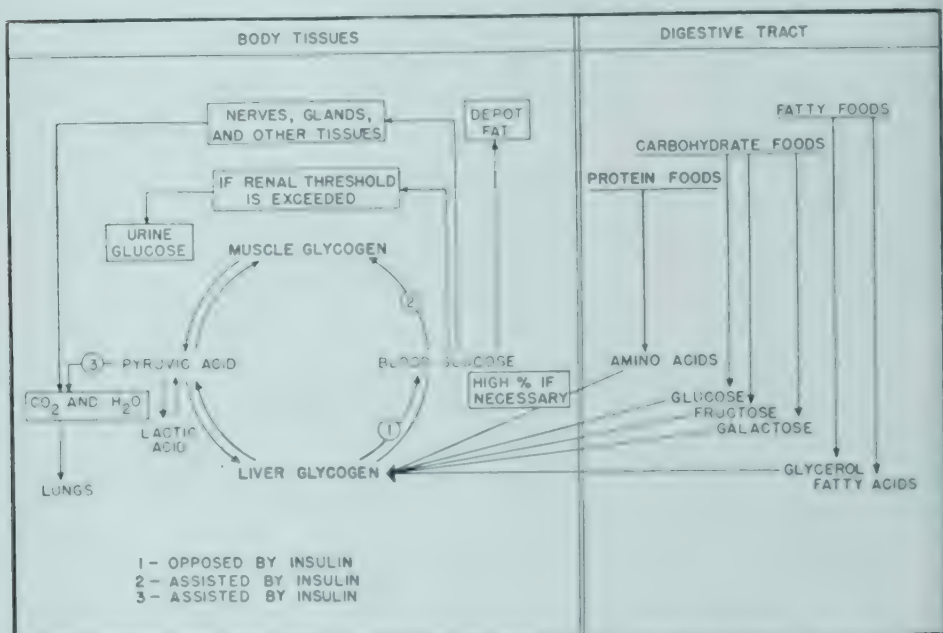 BODY TISSUES
DIGESTIVE TRACT
NERVES, GLANDS,
AND OTHER TISSUES
DEPOT
FAT
FATTY FOODS
CARBOHYDRATE FOODS
PROTEIN FOODS
IF RENAL THRESHOLD
IS EXCEEDED
URINE
GLUCOSE
MUSCLE GLYCOGEN
2
3
PYRUVIC ACID
BLOOD GLUCOSE
HIGH % IF
NECESSARY
AMINO ACIDS
GLUCOSE
FRUCTOSE
GALACTOSE
CO2 AND H2O
LACTIC
ACID
1
LIVER GLYCOGEN
GLYCEROL
FATTY ACIDS
LUNGS
1 - OPPOSED BY INSULIN
2 - ASSISTED BY INSULIN
3 - ASSISTED BY INSULIN